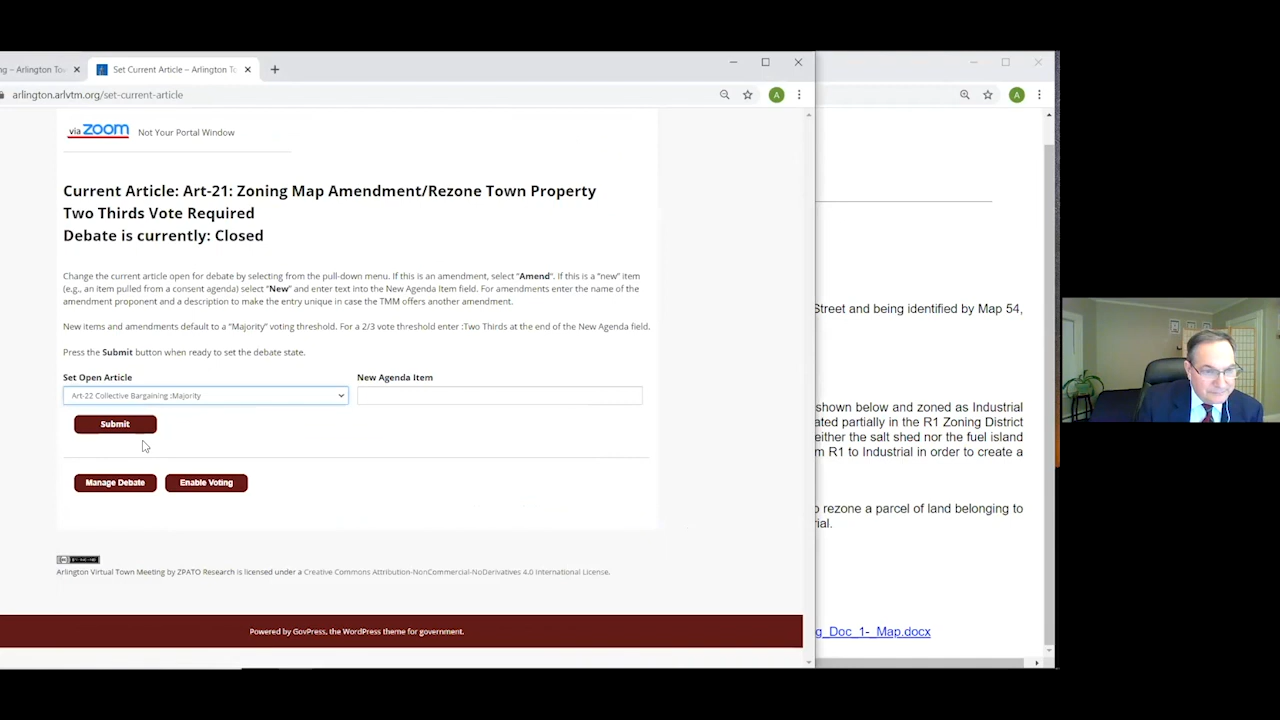 ng – Arlington To
Set Current Article – Arlington To
arlington.arlvtm.org/set-current-article
A
A
via zoom Not Your Portal Window
Current Article: Art-21: Zoning Map Amendment/Rezone Town Property
Two Thirds Vote Required
Debate is currently: Closed
Change the current article open for debate by selecting from the pull-down menu. If this is an amendment, select "Amend". If this is a "new" item
(e.g., an item pulled from a consent agenda) select "New" and enter text into the New Agenda Item field. For amendments enter the name of the
amendment proponent and a description to make the entry unique in case the TMM offers another amendment.
New items and amendments default to a "Majority" voting threshold. For a 2/3 vote threshold enter :Two Thirds at the end of the New Agenda field.
Press the Submit button when ready to set the debate state.
Set Open Article
New Agenda Item
Art-22 Collective Bargaining :Majority
Submit
Manage Debate
Enable Voting
Arlington Virtual Town Meeting by ZPATO Research is licensed under a Creative Commons Attribution-NonCommercial-NoDerivatives 4.0 International License.
Powered by GovPress, the WordPress theme for government.
Street and being identified by Map 54,
shown below and zoned as Industrial
ated partially in the R1 Zoning District
either the salt shed nor the fuel island
m R1 to Industrial in order to create a
o rezone a parcel of land belonging to
rial.
g_Doc_1-_Map.docx